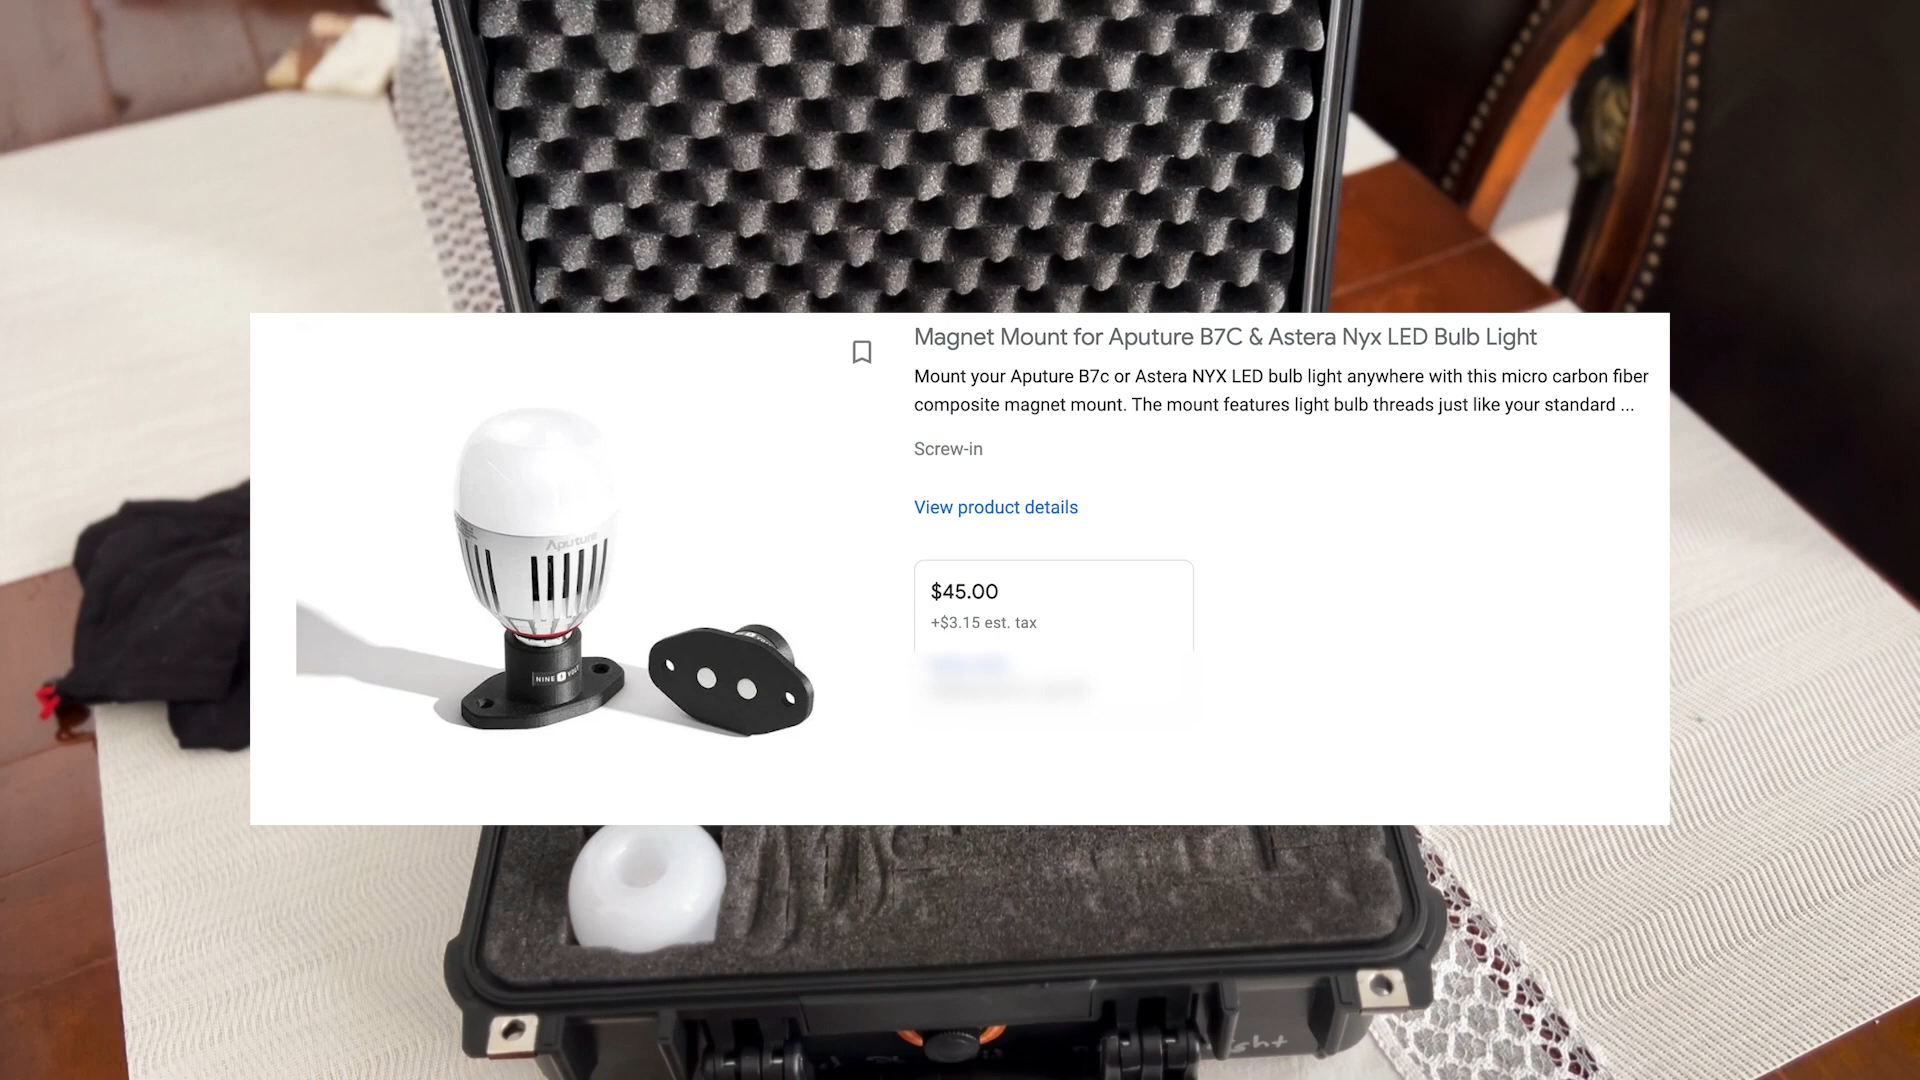 Magnet Mount for Aputure B7C & Astera Nyx LED Bulb Light
Mount your Aputure B7c or Astera NYX LED bulb light anywhere with this micro carbon fiber
composite magnet mount. The mount features light bulb threads just like your standard ...
Screw-in
View product details
$45.00
+$3.15 est. tax
Aputure
NINE VOLT